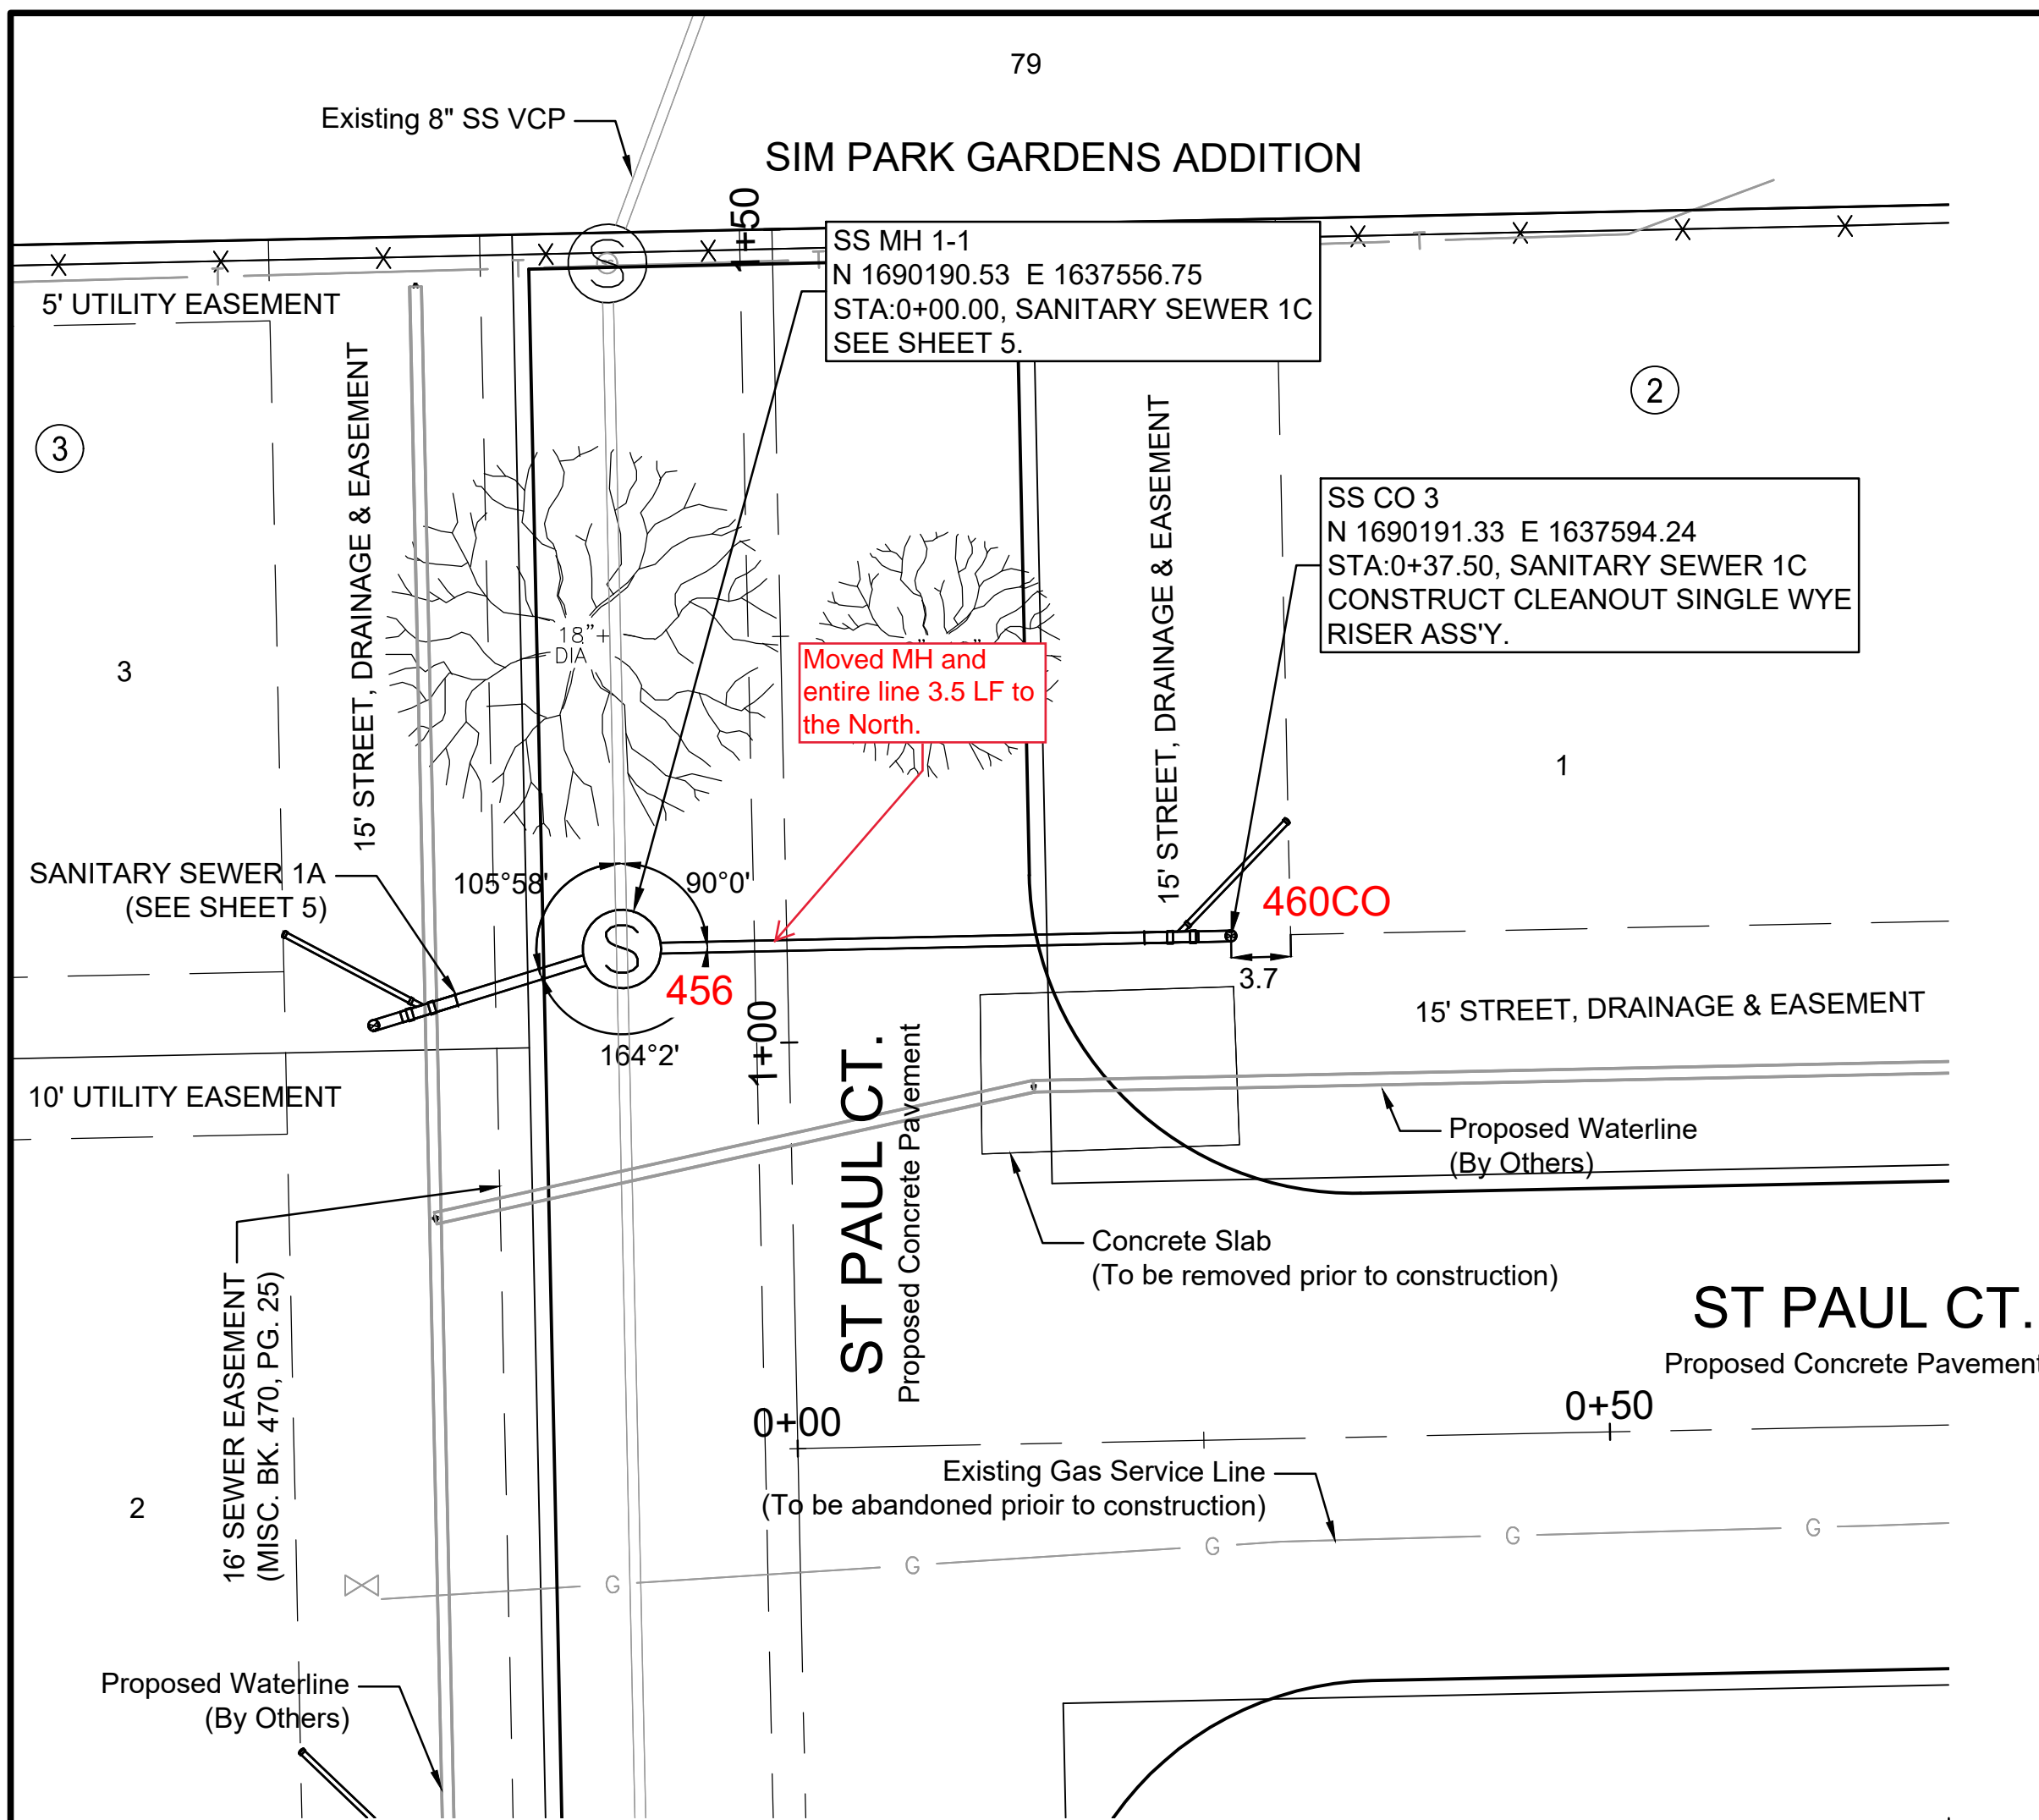 79
Existing 8" SS VCP
SIM PARK GARDENS ADDITION
1+50
SS MH 1-1
N 1690190.53 E 1637556.75
STA:0+00.00, SANITARY SEWER 1C
SEE SHEET 5.
T
T
T
T
S
5' UTILITY EASEMENT
15' STREET, DRAINAGE & EASEMENT
15' STREET, DRAINAGE & EASEMENT
2
3
SS CO 3
N 1690191.33 E 1637594.24
STA:0+37.50, SANITARY SEWER 1C
CONSTRUCT CLEANOUT SINGLE WYE
RISER ASS'Y.
18"+
DIA
Moved MH and
entire line 3.5 LF to
the North.
3
1
SANITARY SEWER 1A
(SEE SHEET 5)
105°58'
90°0'
460CO
S
456
3.7
164°2'
1+00
15' STREET, DRAINAGE & EASEMENT
10' UTILITY EASEMENT
ST PAUL CT.
Proposed Concrete Pavement
Proposed Waterline
(By Others)
Concrete Slab
(To be removed prior to construction)
16' SEWER EASEMENT
(MISC. BK. 470, PG. 25)
ST PAUL CT.
Proposed Concrete Pavement
0+00
0+50
Existing Gas Service Line
(To be abandoned prioir to construction)
2
G
G
G
G
G
Proposed Waterline
(By Others)